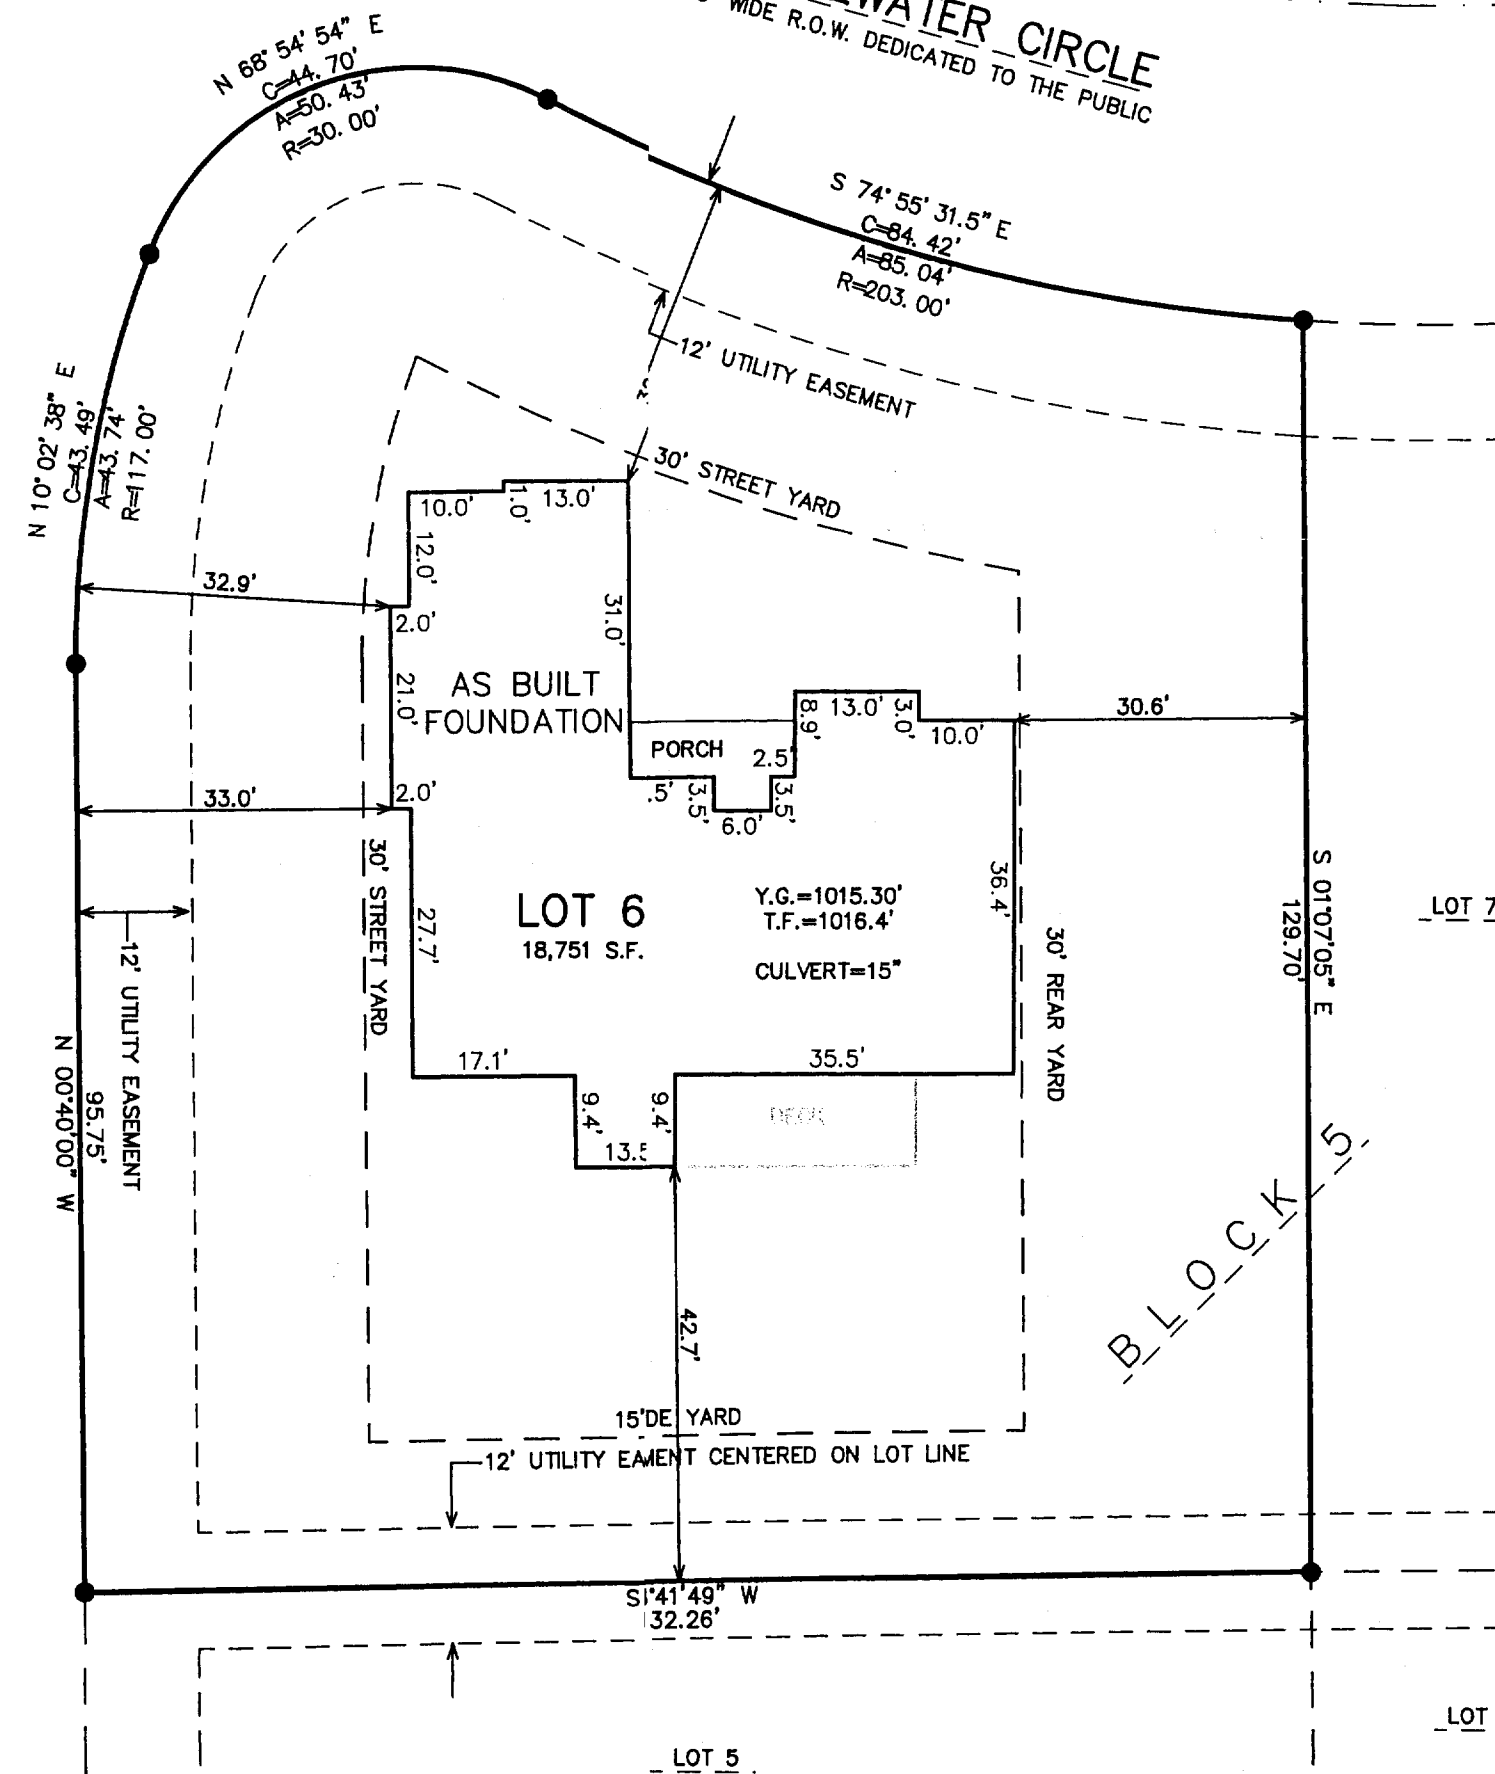 CIRCLE
WIDE R.O.W. DEDICATED TO THE PUBLIC
N 68° 54' 54" E
C=44.70'
A=50.43'
R=30.00'
S 74° 55' 31.5" E
C=84.42'
A=85.04'
R=203.00'
12' UTILITY EASEMENT
N 10° 02' 38" E
C=43.49'
A=43.74'
R=117.00'
30' STREET YARD
10.0'
1.0'
13.0'
12.0'
32.9'
2.0'
31.0'
21.0'
AS BUILT
FOUNDATION
8.9'
13.0'
3.0'
10.0'
30.6'
PORCH
2.5'
.5'
3.5'
6.0'
3.5'
33.0'
2.0'
30' STREET YARD
27.7'
LOT 6
18,751 S.F.
Y.G.=1015.30'
T.F.=1016.4'
CULVERT=15"
36.4'
30' REAR YARD
S 01°07'05" E
129.70'
LOT 7
12' UTILITY EASEMENT
N 00°40'00" W
95.75'
17.1'
35.5'
9.4'
9.4'
13.5
DECK
BLOCK 5
42.7'
15' DE YARD
12' UTILITY EAMENT CENTERED ON LOT LINE
S 1°41'49" W
32.26'
LOT
LOT 5